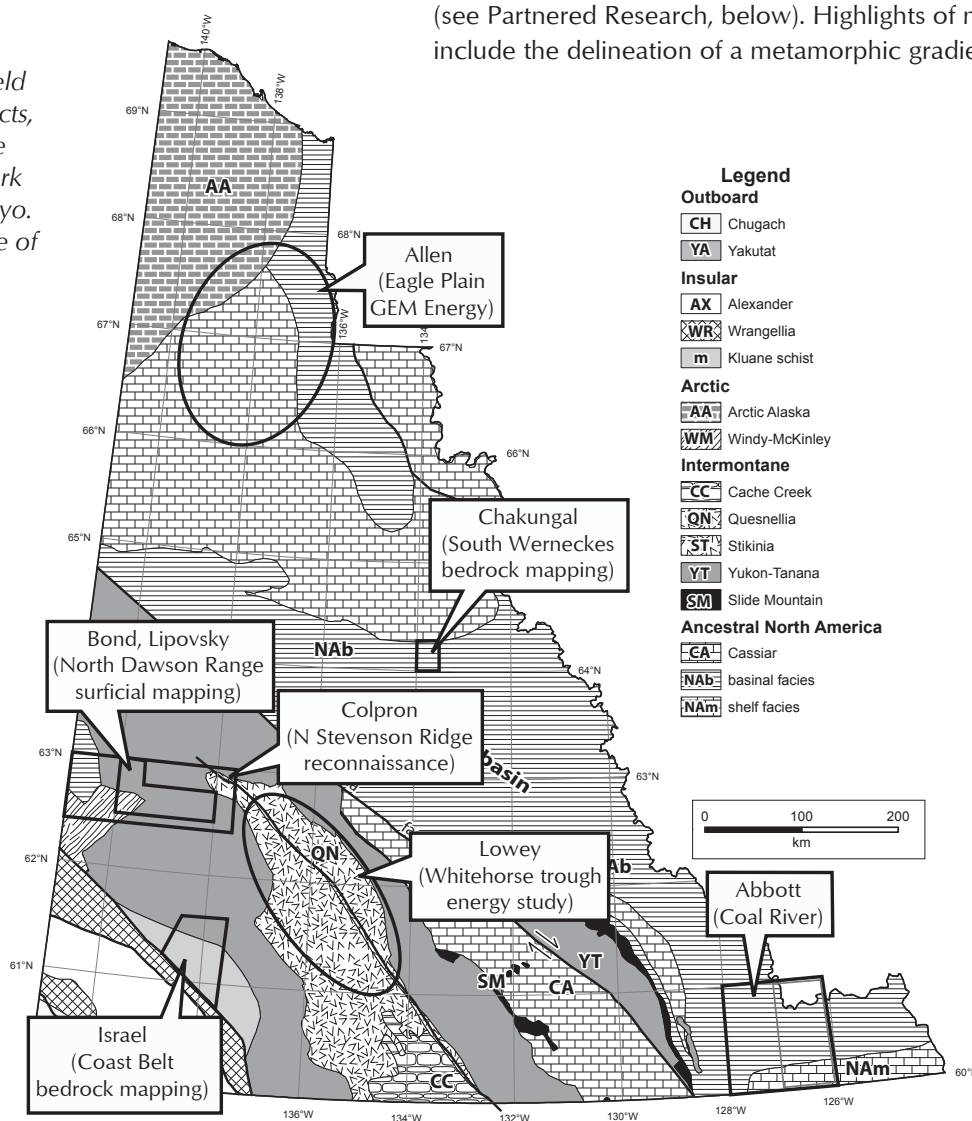 (see Partnered Research, below). Highlights of
include the delineation of a metamorphic
eld
cts,
e
rk
yo.
e of
140°W
138°W
69°N
AA
68°N
68°N
Allen
(Eagle Plain
GEM Energy)
67°N
136°W
134
67°N
66°N
66°N
65°N
Chakungal
(South Werneckes
bedrock mapping)
Bond, Lipovsky
(North Dawson Range
surficial mapping)
NAb
64°N
Colpron
(N Stevenson Ridge
reconnaissance)
63°N
basin
63°N
62°N
QN
Lowey
(Whitehorse trough
energy study)
Ab
Abbott
(Coal River)
61°N
SM
CA
YT
Israel
(Coast Belt
bedrock mapping)
CC
NAm
60°
136°W
134°W
132°W
130°W
128°W
126°W
Legend
Outboard
CH Chugach
YA Yakutat
Insular
AX Alexander
WR Wrangellia
m Kluane schist
Arctic
AA Arctic Alaska
WM Windy-McKinley
Intermontane
CC Cache Creek
QN Quesnellia
ST Stikinia
YT Yukon-Tanana
SM Slide Mountain
Ancestral North America
CA Cassiar
NAb basinal facies
NAm shelf facies
0 100 200
km